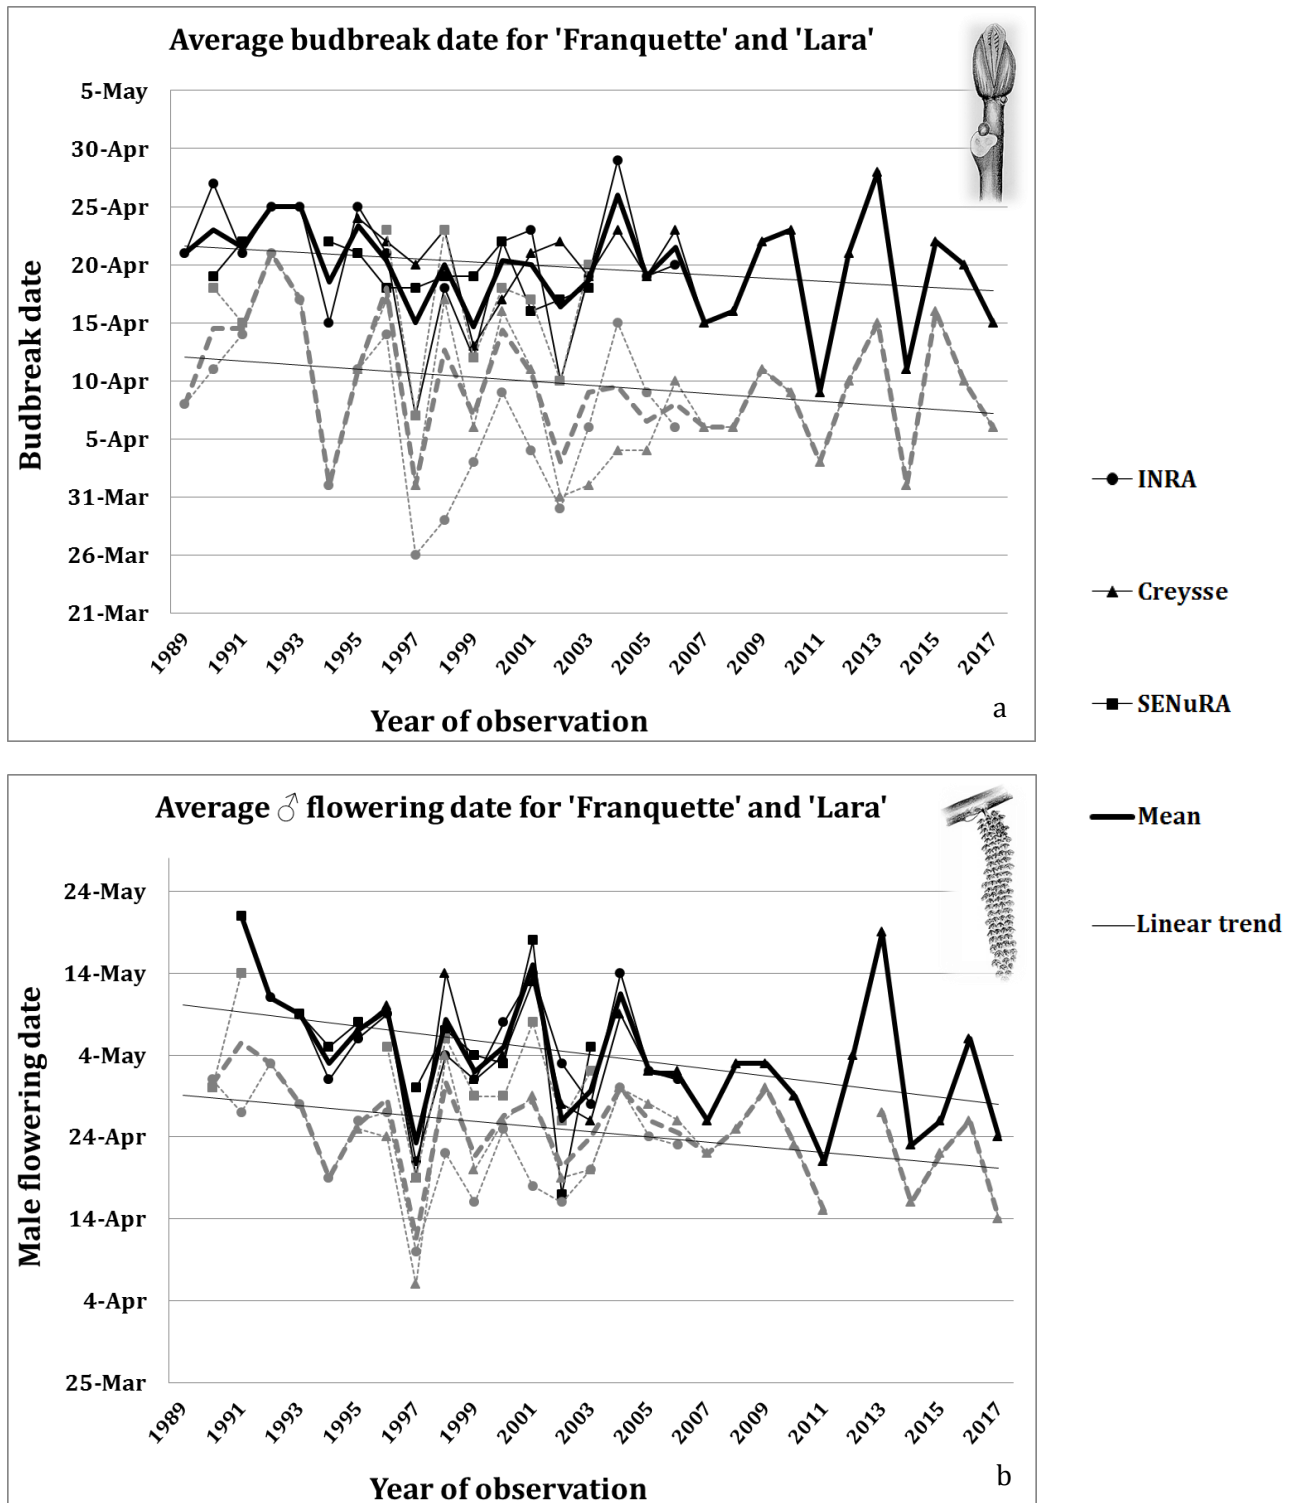 Average budbreak date for 'Franquette' and 'Lara'
5-May
30-Apr
25-Apr
20-Apr
15-Apr
10-Apr
5-Apr
31-Mar
26-Mar
21-Mar
Budbreak date
1989 1991 1993 1995 1997 1999 2001 2003 2005 2007 2009 2011 2013 2015 2017
Year of observation
a
INRA
Creysse
SENuRA
Mean
Linear trend
Average ♂ flowering date for 'Franquette' and 'Lara'
24-May
14-May
4-May
24-Apr
14-Apr
4-Apr
25-Mar
Male flowering date
1989 1991 1993 1995 1997 1999 2001 2003 2005 2007 2009 2011 2013 2015 2017
Year of observation
b